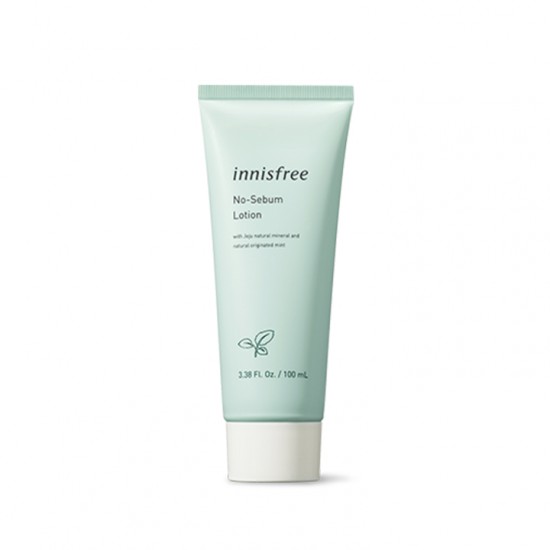 innisfree
No-Sebum
Lotion
with Jeju natural mineral and
natural originated mint
3.38 Fl. Oz. / 100 mL